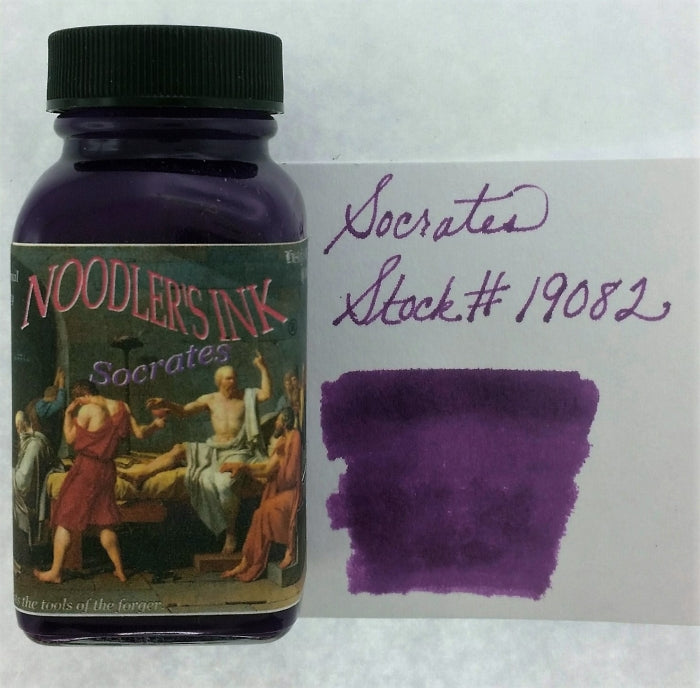 NOODLER'S INK
Socrates
the tools of the forger...
Socrates
Stock# 19082